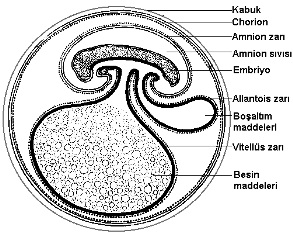 Kabuk
Chorion
Amnion zarı
Amnion sıvısı
Embriyo
Allantois zarı
Boşaltım
maddeleri
Vitellüs zarı
Besin
maddeleri